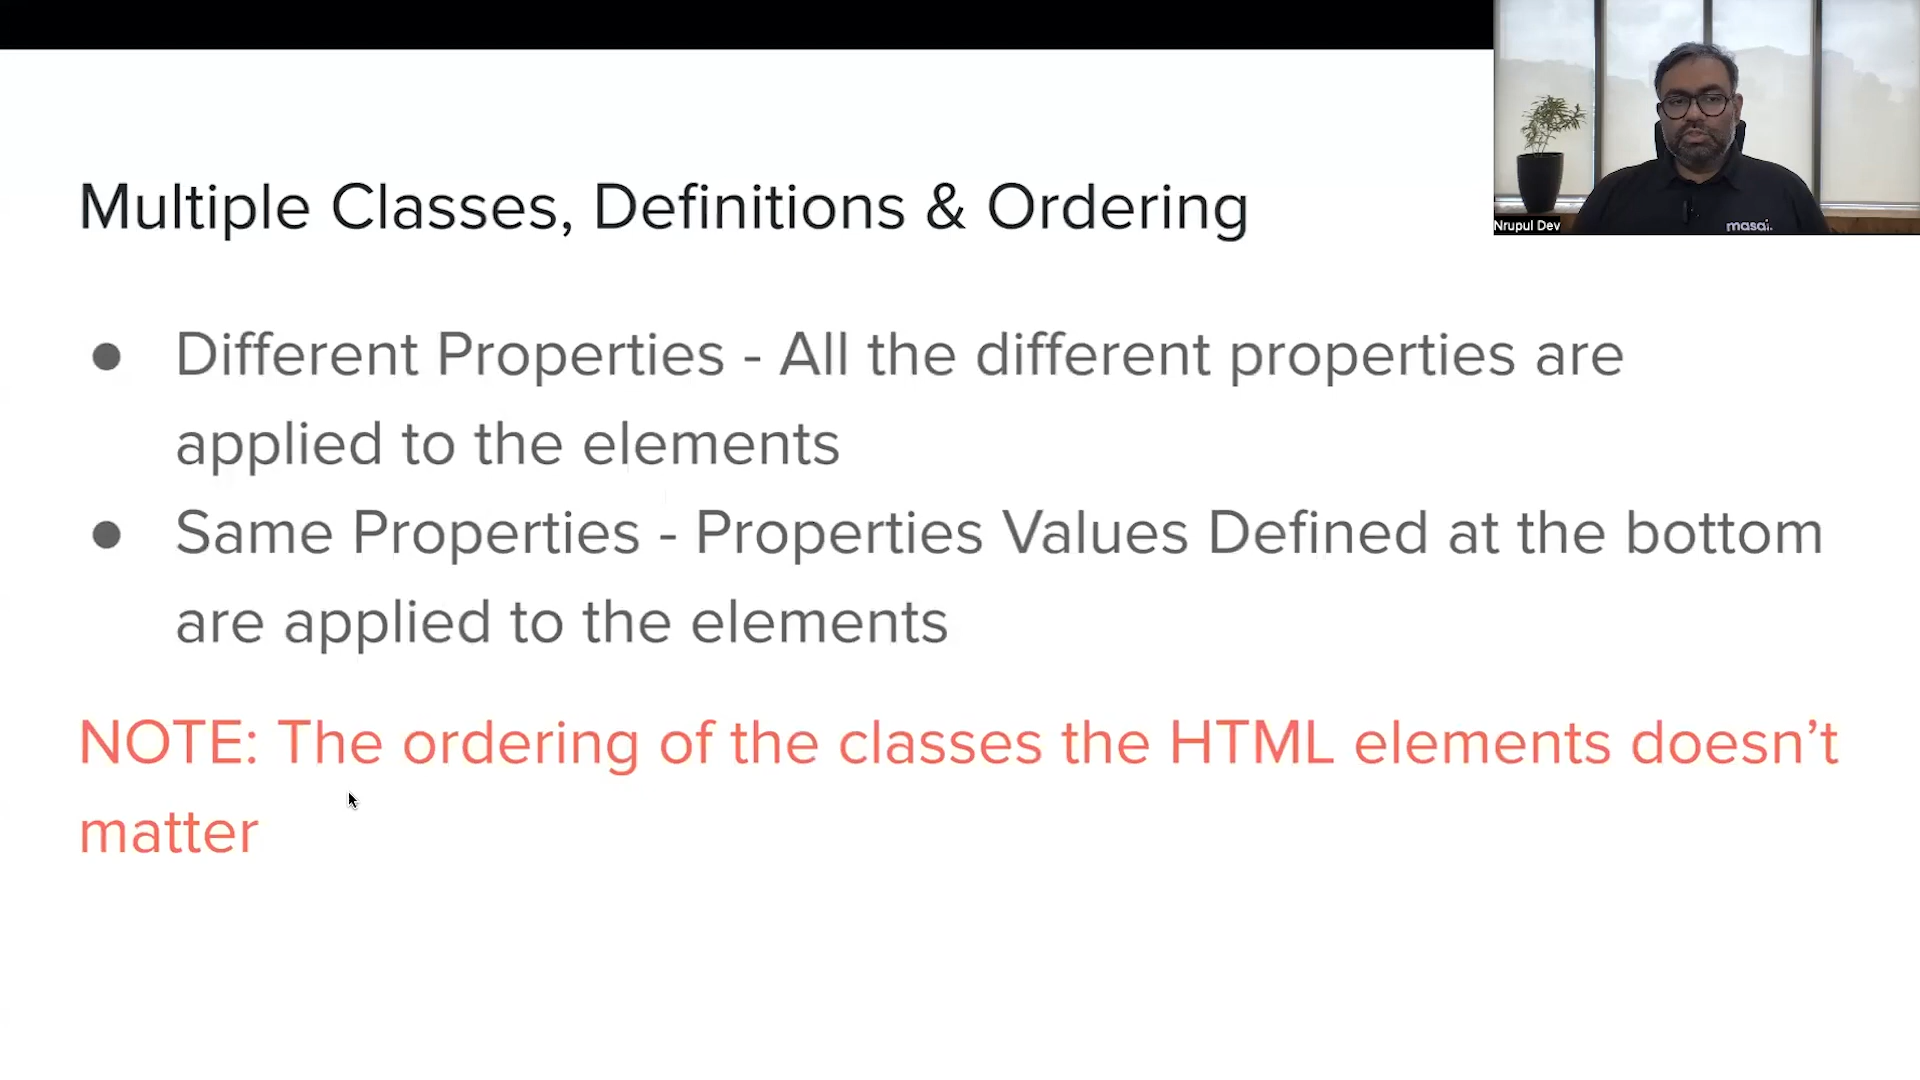 Multiple Classes, Definitions & Ordering
● Different Properties - All the different properties are
applied to the elements
● Same Properties - Properties Values Defined at the bottom
are applied to the elements
NOTE: The ordering of the classes the HTML elements doesn’t
matter
masai.
Nrupul Dev